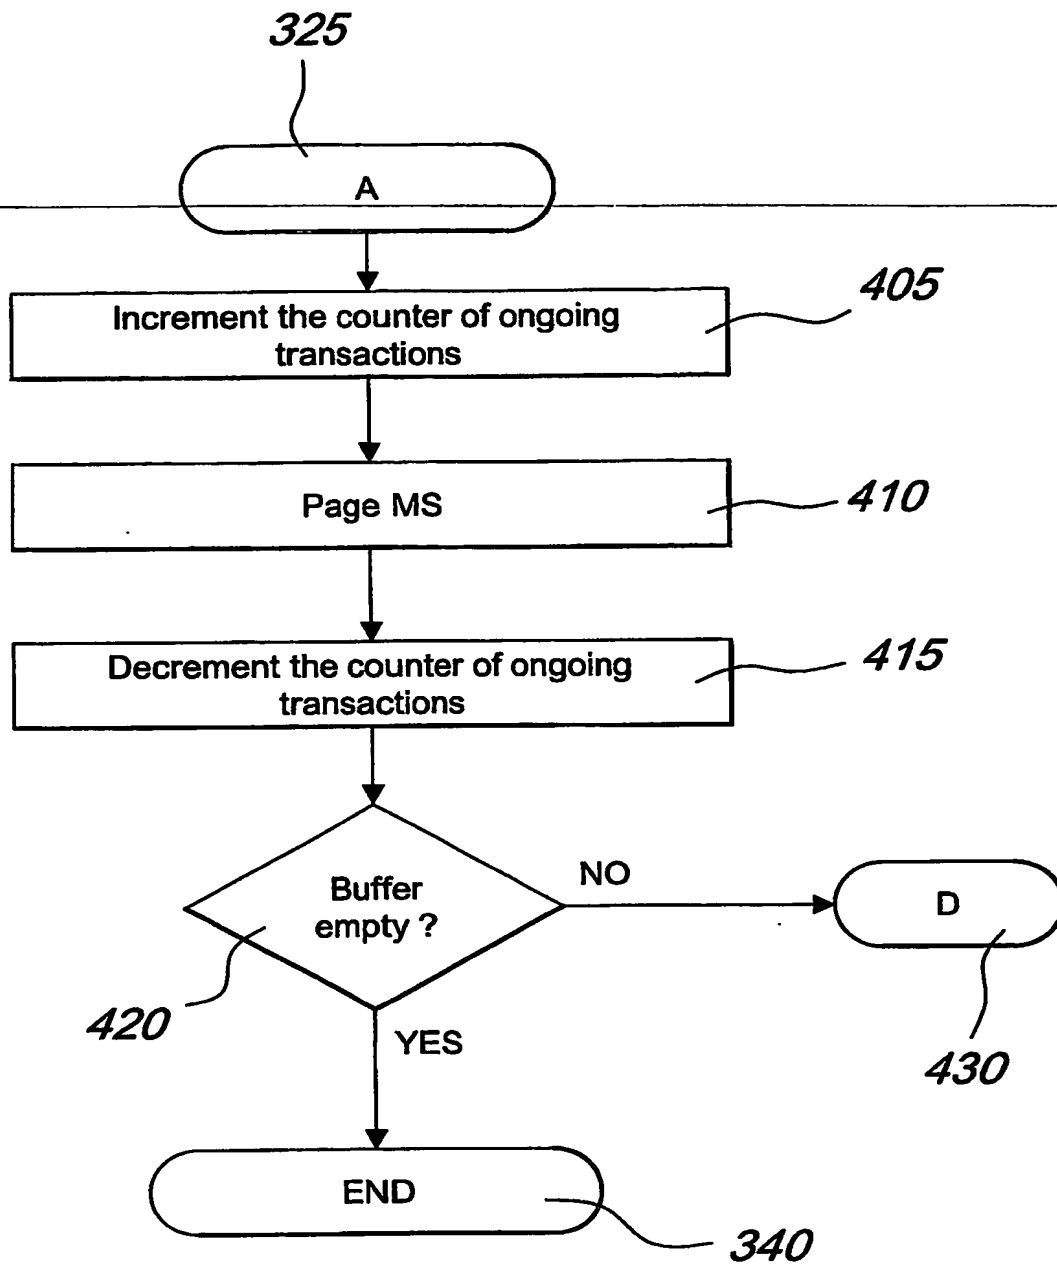 325
A
405
Increment the counter of ongoing
transactions
Page MS
410
Decrement the counter of ongoing
transactions
415
Buffer
empty ?
NO
D
420
YES
430
END
340